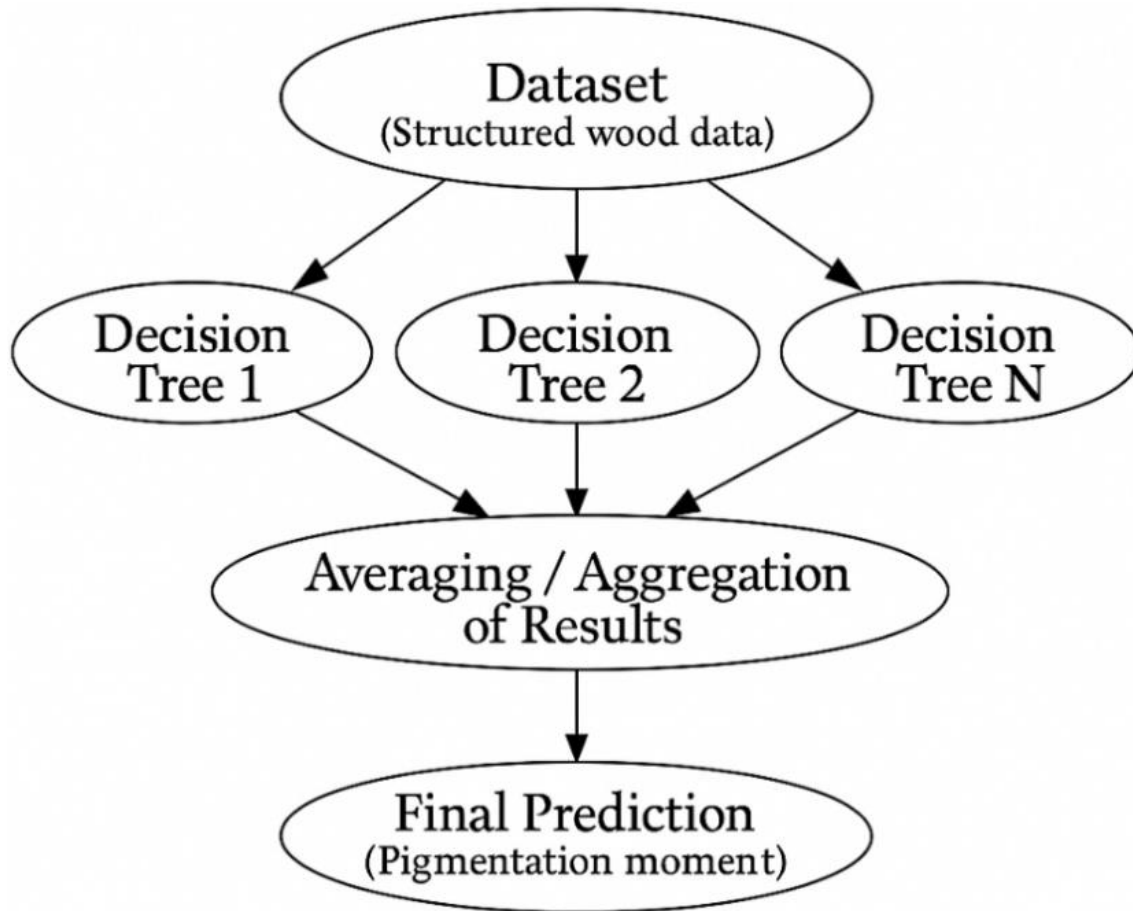 Dataset
(Structured wood data)
Decision
Tree 1
Decision
Tree 2
Decision
Tree N
Averaging / Aggregation
of Results
Final Prediction
(Pigmentation moment)